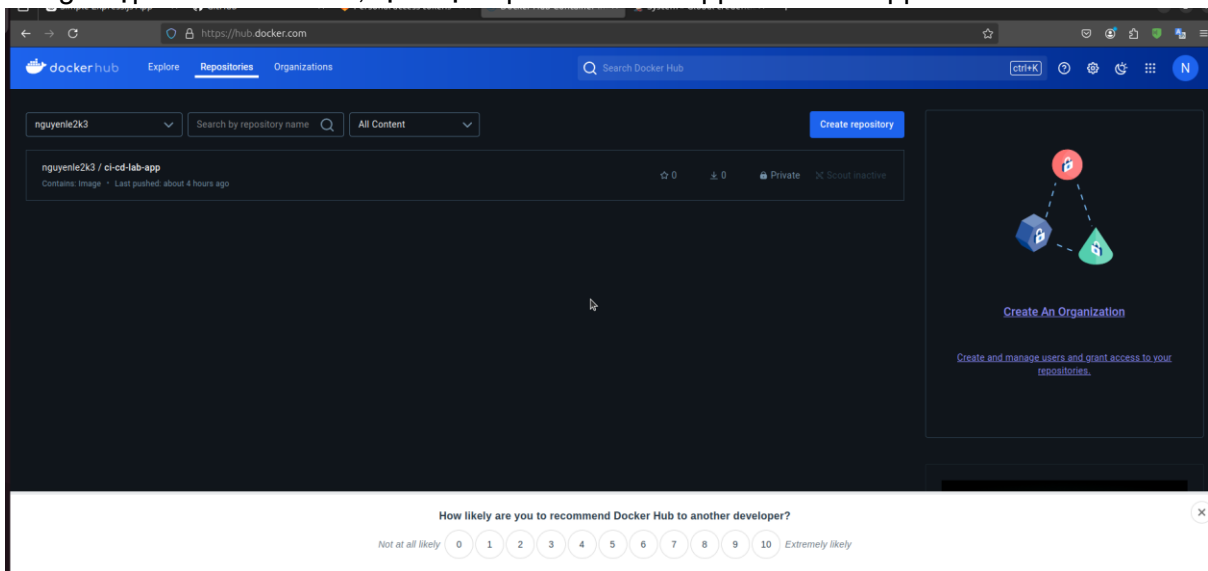 https://hub.docker.com
dockerhub Explore Repositories Organizations Search Docker Hub ctrl+K N
nguyenle2k3 Search by repository name All Content Create repository
nguyenle2k3 / ci-cd-lab-app
Contains: Image • Last pushed: about 4 hours ago
0 0 Private Scout inactive
Create An Organization
Create and manage users and grant access to your
repositories.
How likely are you to recommend Docker Hub to another developer?
Not at all likely 0 1 2 3 4 5 6 7 8 9 10 Extremely likely